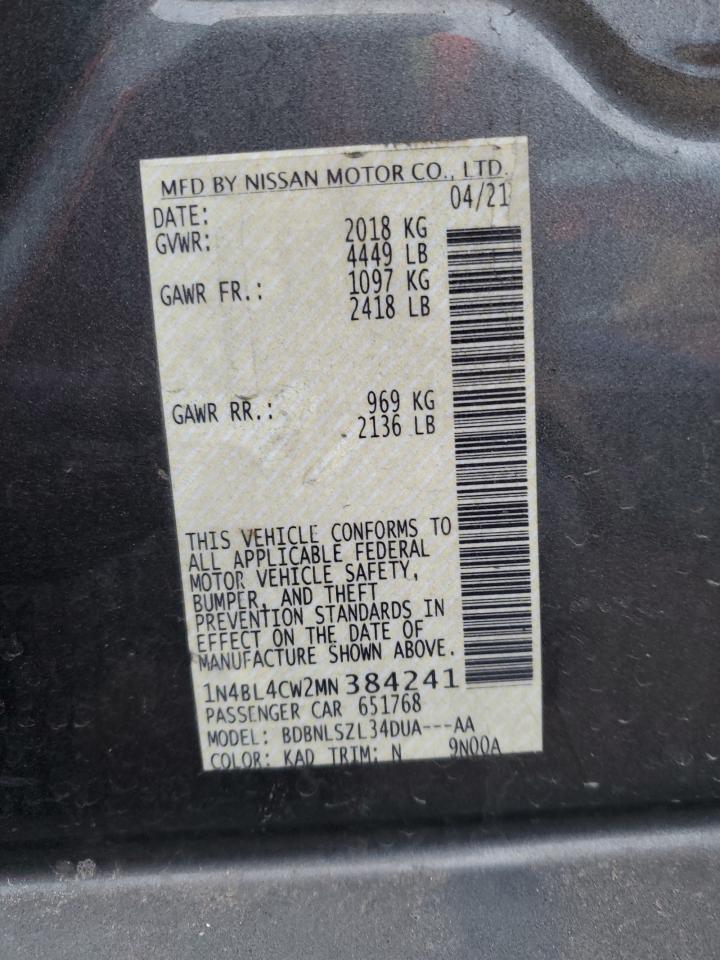 MFD BY NISSAN MOTOR CO., LTD.
DATE: 04/21
GVWR: 2018 KG
4449 LB
GAWR FR.: 1097 KG
2418 LB
GAWR RR.: 969 KG
2136 LB
THIS VEHICLE CONFORMS TO
ALL APPLICABLE FEDERAL
MOTOR VEHICLE SAFETY,
BUMPER, AND THEFT
PREVENTION STANDARDS IN
EFFECT ON THE DATE OF
MANUFACTURE SHOWN ABOVE.
1N4BL4CW2MN384241
PASSENGER CAR 651768
MODEL: BDBNLSZL34DUA---AA
COLOR: KAD TRIM: N 9N00A